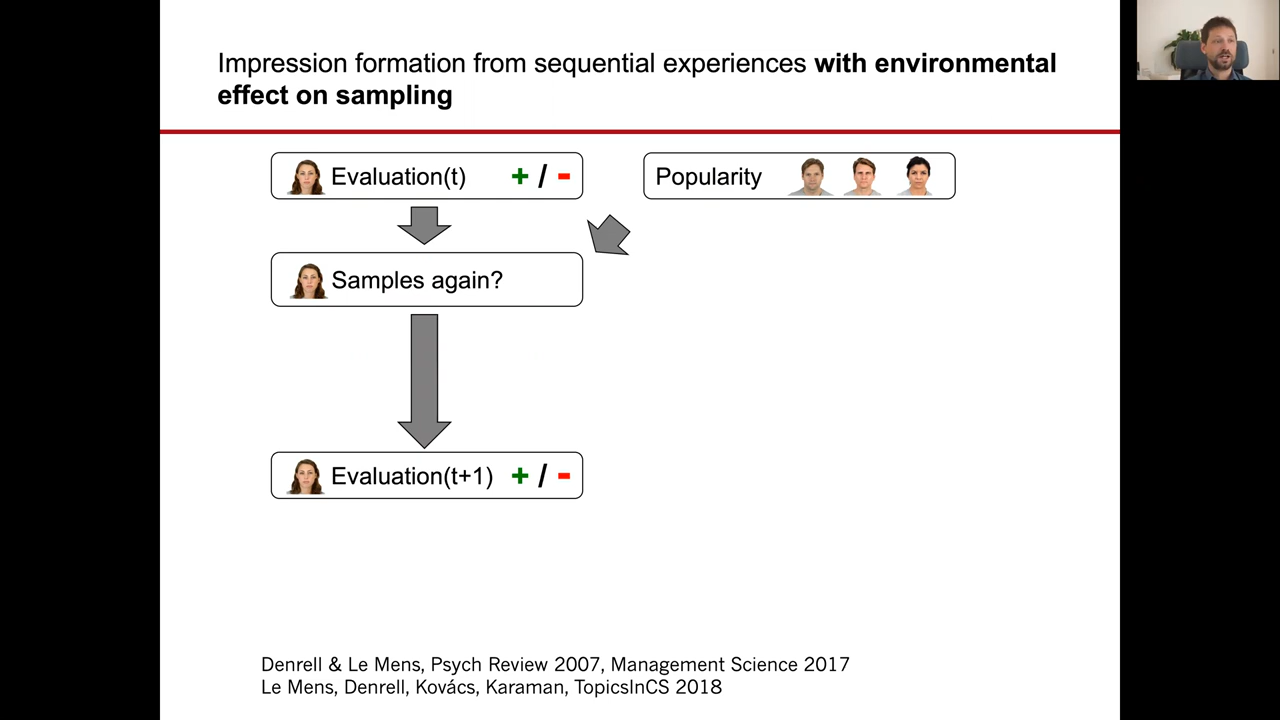 Impression formation from sequential experiences with environmental
effect on sampling
Evaluation(t) + / -
Popularity
Samples again?
Evaluation(t+1) + / -
Denrell & Le Mens, Psych Review 2007, Management Science 2017
Le Mens, Denrell, Kovács, Karaman, TopicsInCS 2018